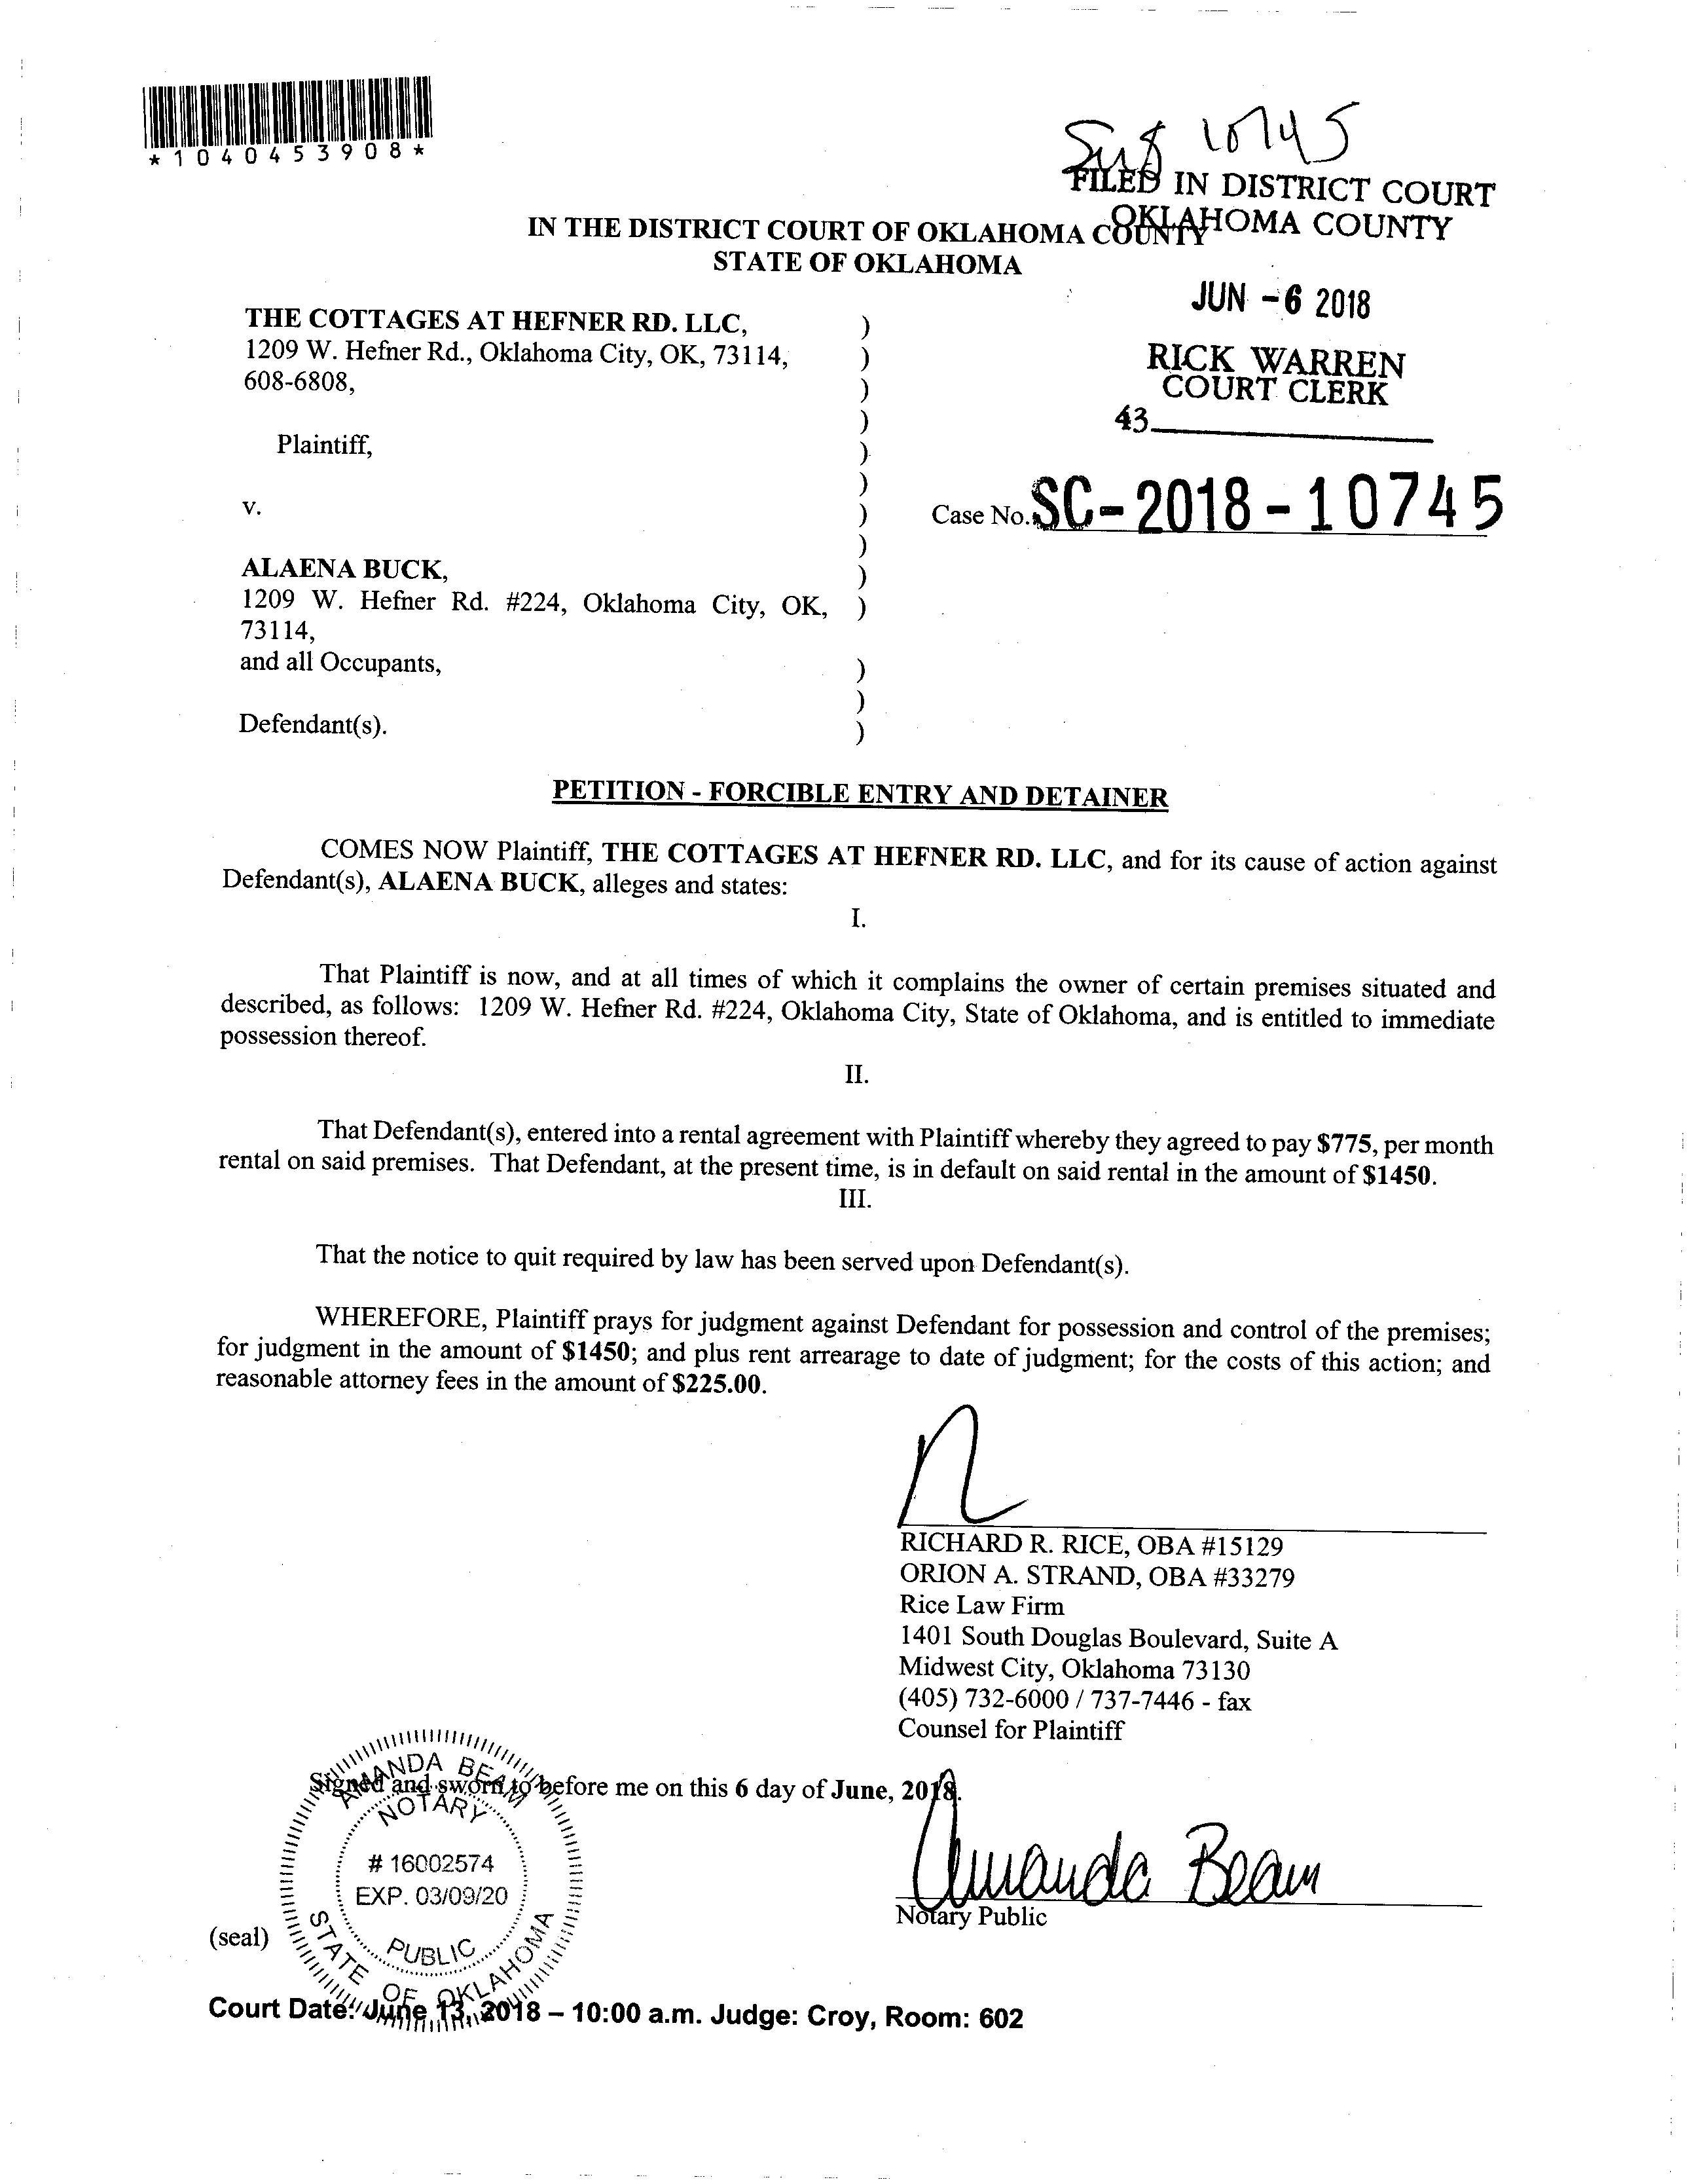 *1040453908*
10745
FILED IN DISTRICT COURT
OKLAHOMA COUNTY
IN THE DISTRICT COURT OF OKLAHOMA COUNTY
STATE OF OKLAHOMA
JUN -6 2018
RICK WARREN
COURT CLERK
43
THE COTTAGES AT HEFNER RD. LLC, )
1209 W. Hefner Rd., Oklahoma City, OK, 73114, )
608-6808, )
)
Plaintiff, )
)
v. )
Case No. SC-2018-10745
)
ALAENA BUCK, )
1209 W. Hefner Rd. #224, Oklahoma City, OK, )
73114,
and all Occupants, )
)
Defendant(s). )
PETITION - FORCIBLE ENTRY AND DETAINER
COMES NOW Plaintiff, THE COTTAGES AT HEFNER RD. LLC, and for its cause of action against
Defendant(s), ALAENA BUCK, alleges and states:
I.
That Plaintiff is now, and at all times of which it complains the owner of certain premises situated and
described, as follows: 1209 W. Hefner Rd. #224, Oklahoma City, State of Oklahoma, and is entitled to immediate
possession thereof.
II.
That Defendant(s), entered into a rental agreement with Plaintiff whereby they agreed to pay $775, per month
rental on said premises. That Defendant, at the present time, is in default on said rental in the amount of $1450.
III.
That the notice to quit required by law has been served upon Defendant(s).
WHEREFORE, Plaintiff prays for judgment against Defendant for possession and control of the premises;
for judgment in the amount of $1450; and plus rent arrearage to date of judgment; for the costs of this action; and
reasonable attorney fees in the amount of $225.00.
RICHARD R. RICE, OBA #15129
ORION A. STRAND, OBA #33279
Rice Law Firm
1401 South Douglas Boulevard, Suite A
Midwest City, Oklahoma 73130
(405) 732-6000 / 737-7446 - fax
Counsel for Plaintiff
Signed and sworn to before me on this 6 day of June, 2018.
AMANDA BEAM
NOTARY
# 16002574
EXP. 03/09/20
PUBLIC
STATE OF OKLAHOMA
Amanda Beam
Notary Public
(seal)
Court Date: June 13, 2018 – 10:00 a.m. Judge: Croy, Room: 602